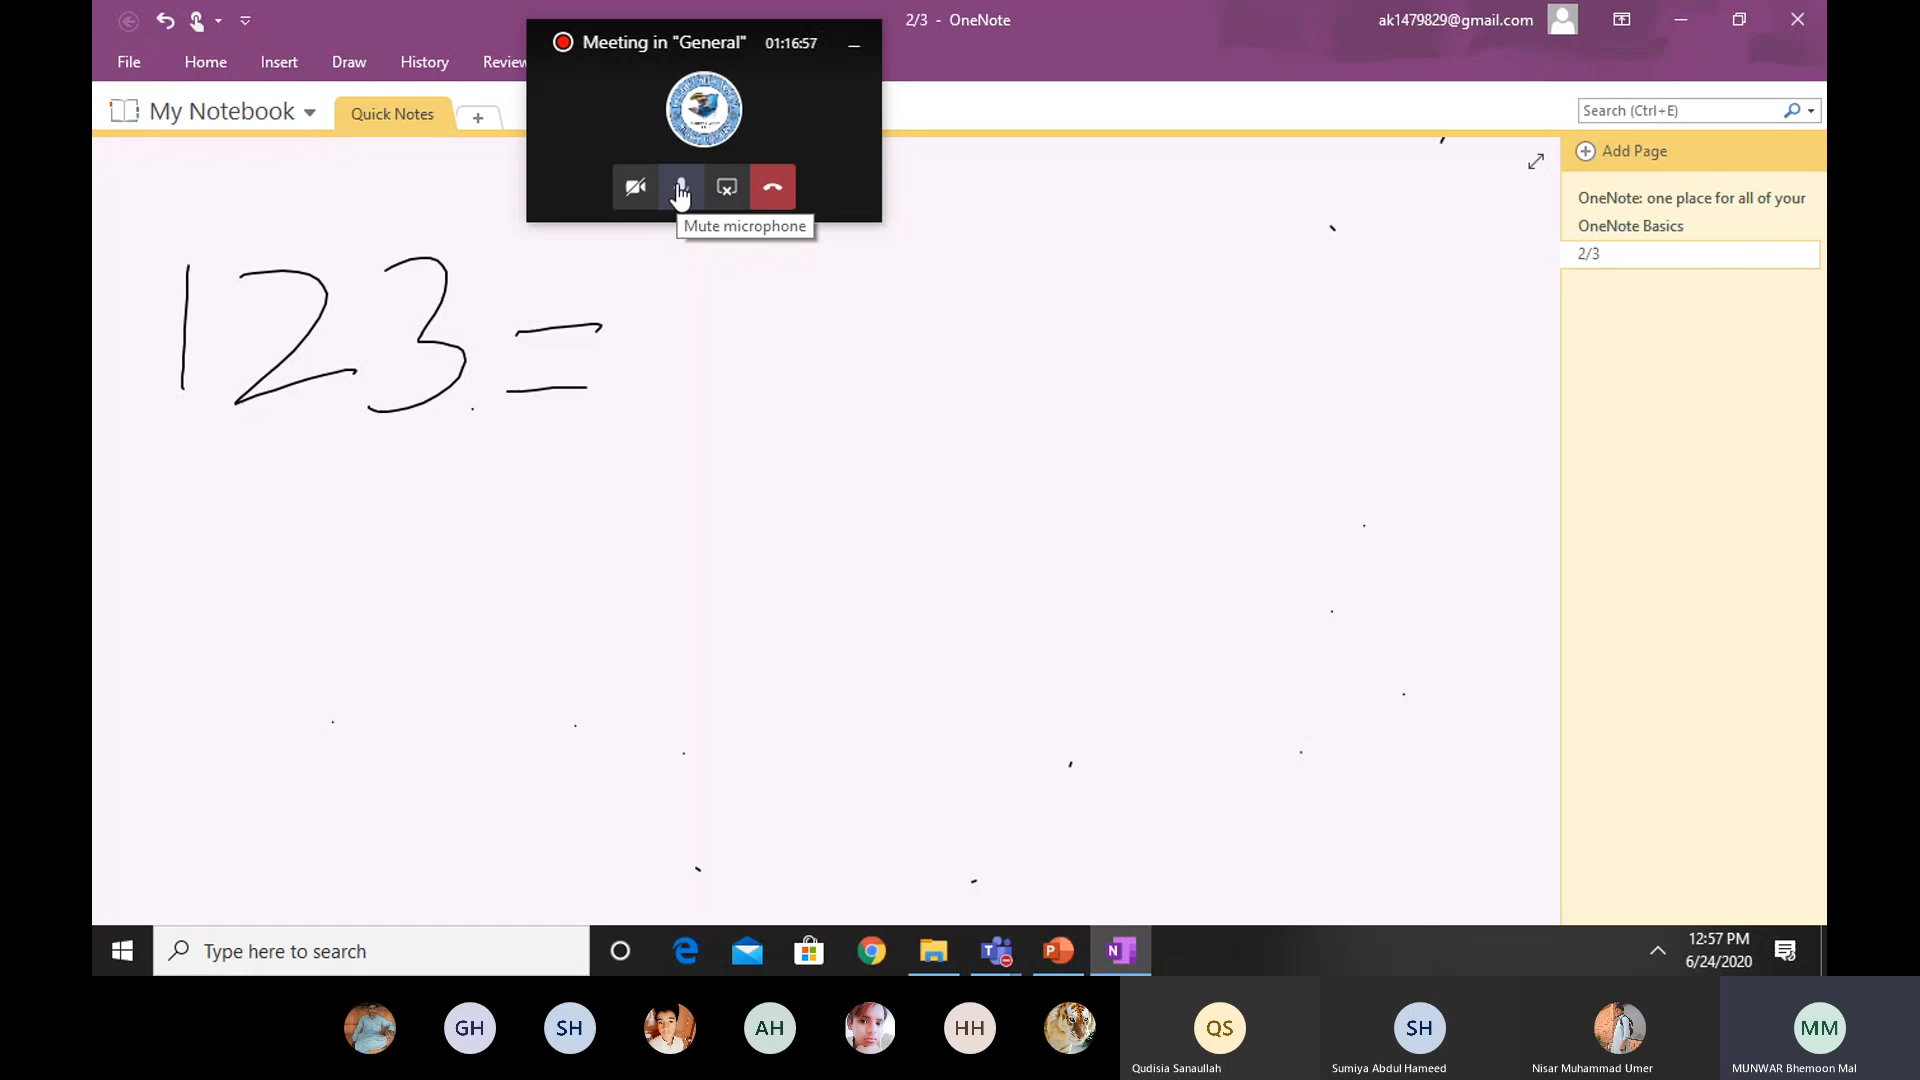 2/3 - OneNote
ak1479829@gmail.com
Meeting in "General" 01:16:57
File Home Insert Draw History Review
My Notebook
Quick Notes
Search (Ctrl+E)
Mute microphone
Add Page
OneNote: one place for all of your
OneNote Basics
2/3
123=
Type here to search
12:57 PM
6/24/2020
GH
SH
AH
HH
QS
SH
MM
Qudisia Sanaullah
Sumiya Abdul Hameed
Nisar Muhammad Umer
MUNWAR Bhemoon Mal